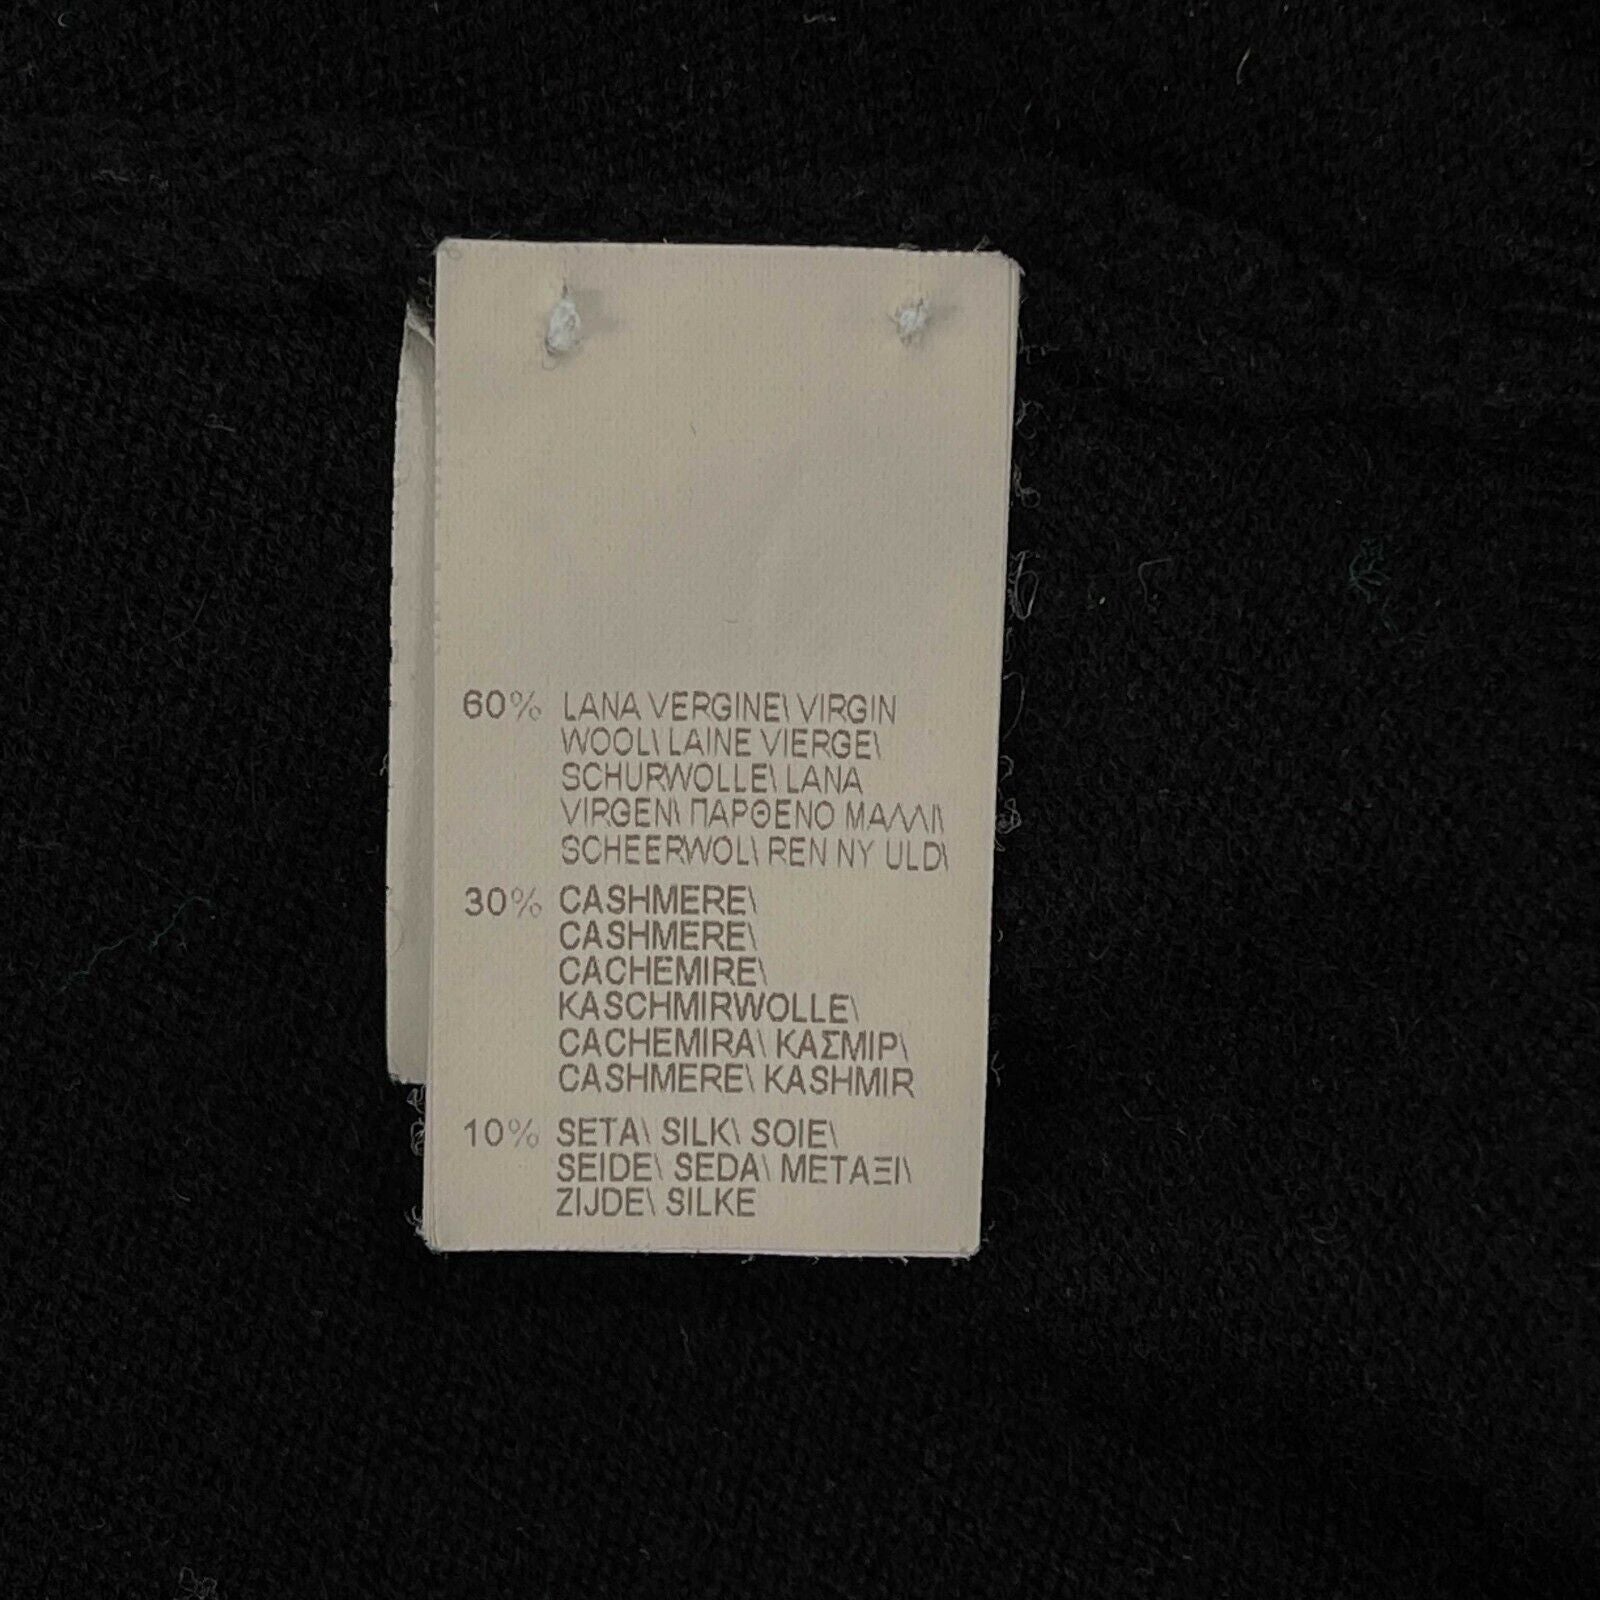 60% LANA VERGINE\ VIRGIN
WOOL\ LAINE VIERGE\
SCHURWOLLE\ LANA
VIRGEN\ ΠΑΡΘΕΝΟ ΜΑΛΛΙ\
SCHEERWOL\ REN NY ULD\
30% CASHMERE\
CASHMERE\
CACHEMIRE\
KASCHMIRWOLLE\
CACHEMIRA\ ΚΑΣΜΙΡ\
CASHMERE\ KASHMIR
10% SETA\ SILK\ SOIE\
SEIDE\ SEDA\ ΜΕΤΑΞΙ\
ZIJDE\ SILKE